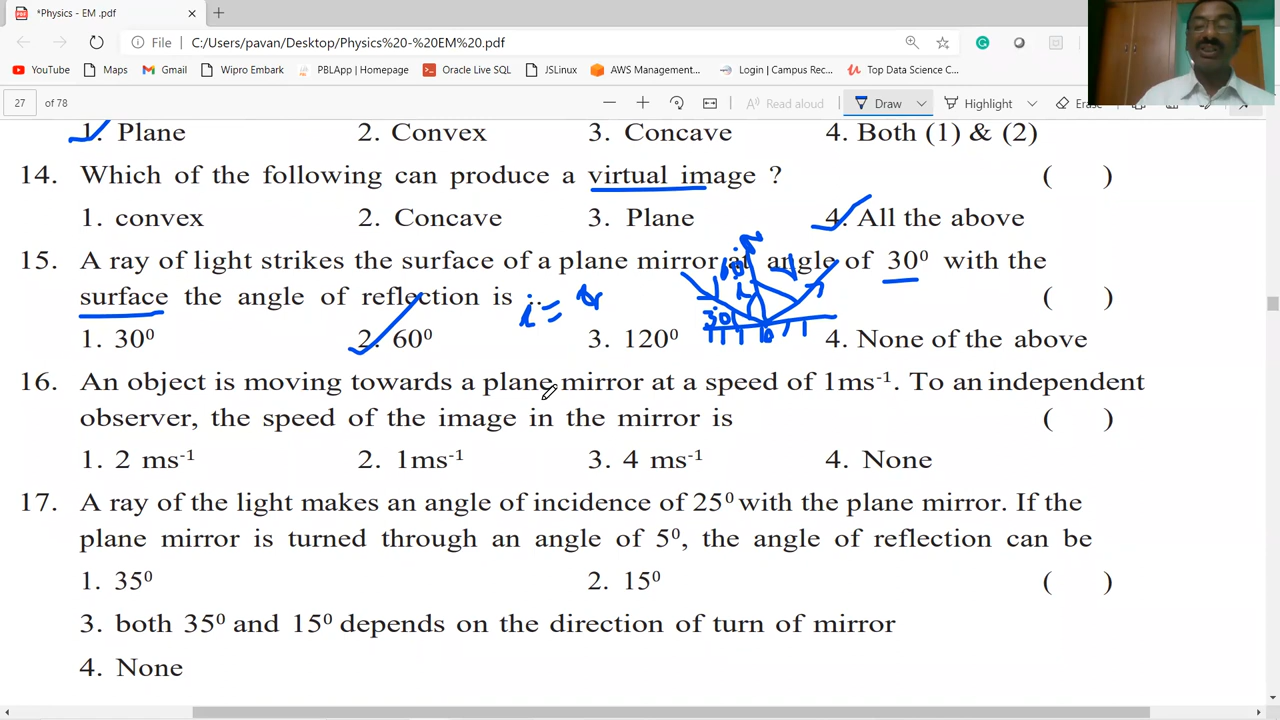 *Physics - EM .pdf
File C:/Users/pavan/Desktop/Physics%20-%20EM%20.pdf
YouTube Maps Gmail Wipro Embark PBLApp | Homepage Oracle Live SQL JSLinux AWS Management... Login | Campus Rec... Top Data Science C...
27 of 78 Read aloud Draw Highlight Erase
1. Plane 2. Convex 3. Concave 4. Both (1) & (2)
14. Which of the following can produce a virtual image ? ( )
1. convex 2. Concave 3. Plane 4. All the above
15. A ray of light strikes the surface of a plane mirror at angle of 30⁰ with the
surface the angle of reflection is .. ( )
i = r
30
1. 30⁰ 2. 60⁰ 3. 120⁰ 4. None of the above
16. An object is moving towards a plane mirror at a speed of 1ms⁻¹. To an independent
observer, the speed of the image in the mirror is ( )
1. 2 ms⁻¹ 2. 1ms⁻¹ 3. 4 ms⁻¹ 4. None
17. A ray of the light makes an angle of incidence of 25⁰ with the plane mirror. If the
plane mirror is turned through an angle of 5⁰, the angle of reflection can be
1. 35⁰ 2. 15⁰ ( )
3. both 35⁰ and 15⁰ depends on the direction of turn of mirror
4. None